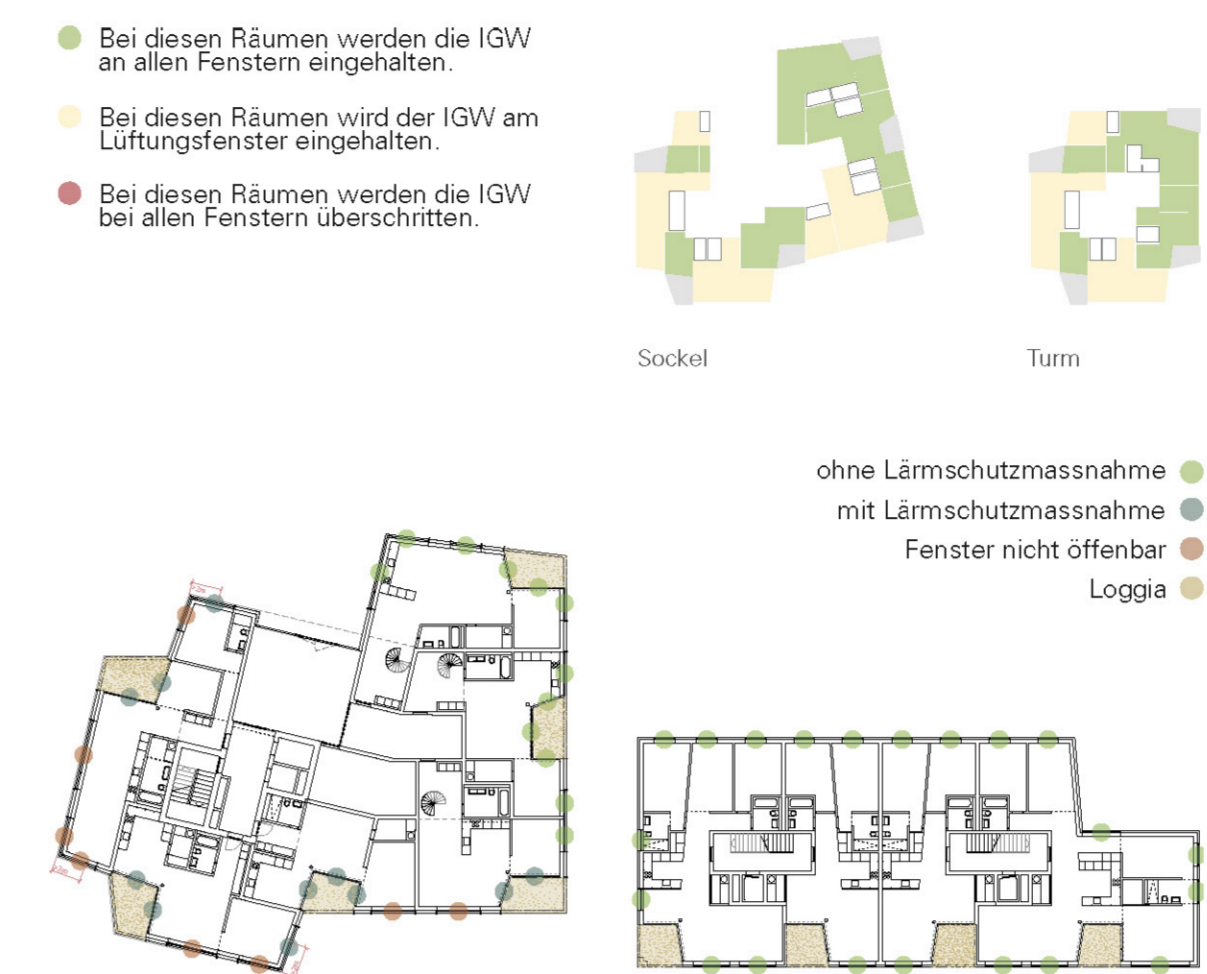 Bei diesen Räumen werden die IGW
an allen Fenstern eingehalten.
Bei diesen Räumen wird der IGW am
Lüftungsfenster eingehalten.
Bei diesen Räumen werden die IGW
bei allen Fenstern überschritten.
Sockel
Turm
ohne Lärmschutzmassnahme
mit Lärmschutzmassnahme
Fenster nicht öffenbar
Loggia